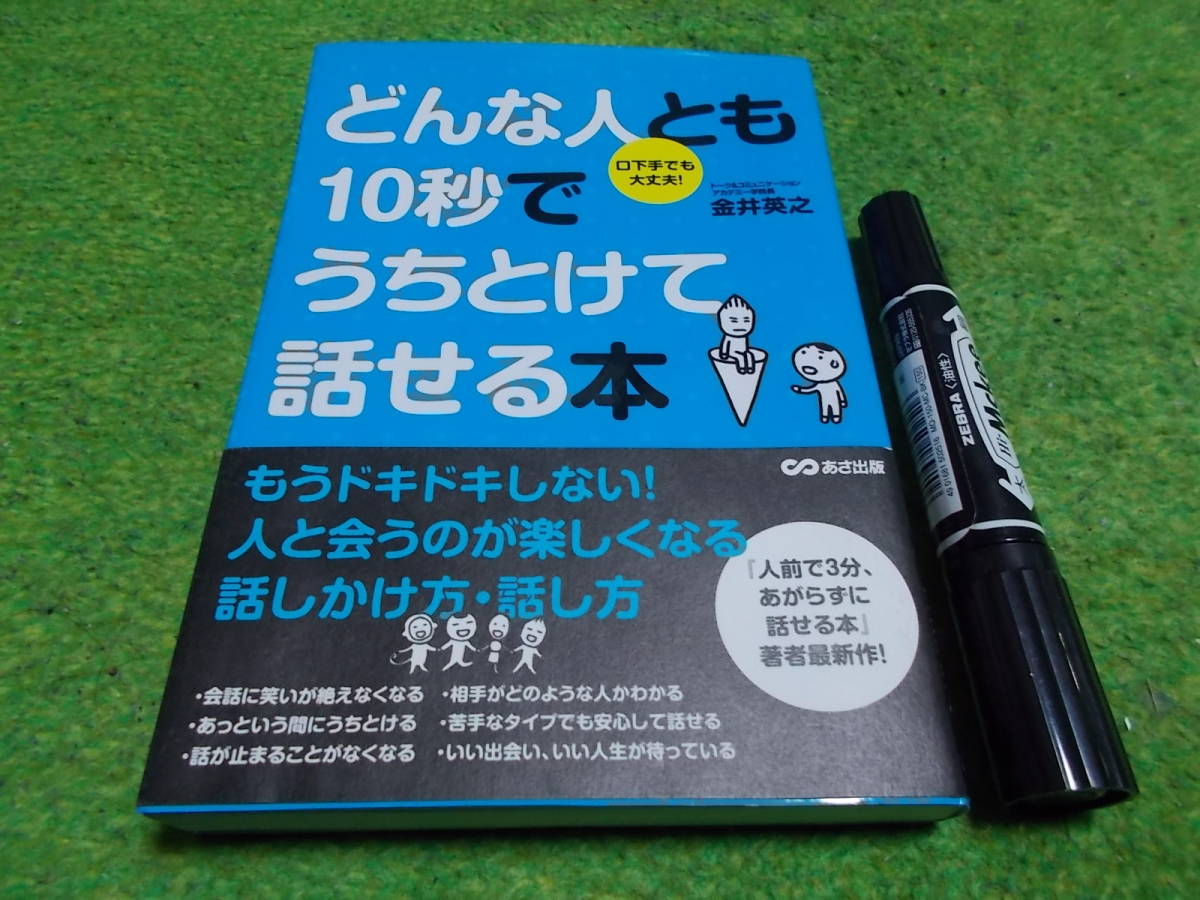 どんな人とも
10秒で
うちとけて
話せる本
口下手でも
大丈夫!
トーク&コミュニケーション
アカデミー学院長
金井英之
あさ出版
もうドキドキしない!
人と会うのが楽しくなる
話しかけ方・話し方
『人前で3分、
あがらずに
話せる本』
著者最新作!
・会話に笑いが絶えなくなる
・あっという間にうちとける
・話が止まることがなくなる
・相手がどのような人かわかる
・苦手なタイプでも安心して話せる
・いい出会い、いい人生が待っている
ZEBRA〈油性〉